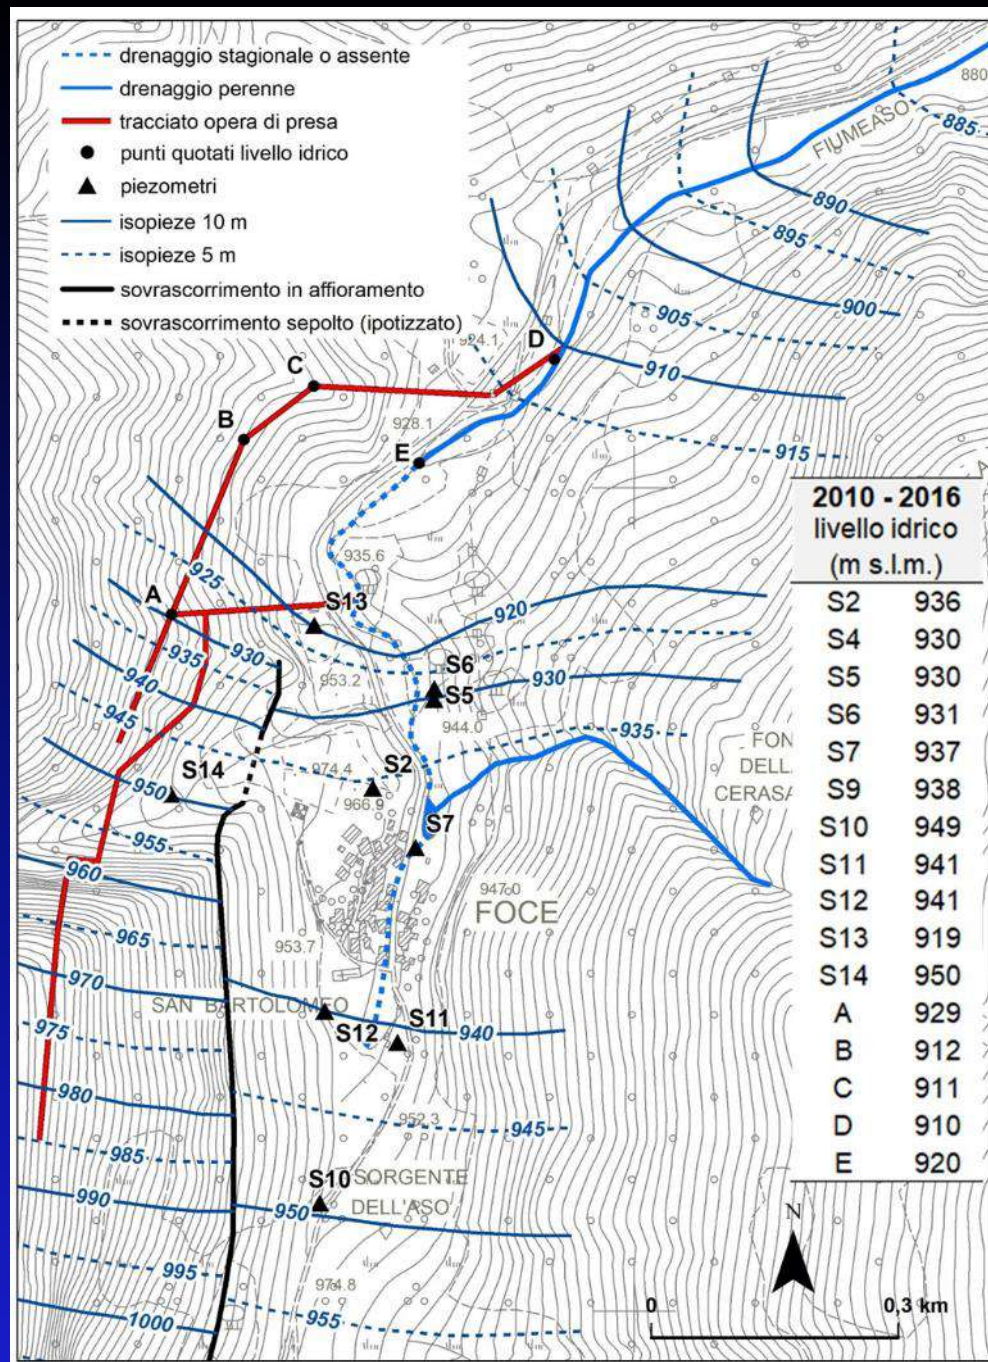 drenaggio stagionale o assente
drenaggio perenne
tracciato opera di presa
punti quotati livello idrico
piezometri
isopieze 10 m
isopieze 5 m
sovrascorrimento in affioramento
sovrascorrimento sepolto (ipotizzato)
880
885
FIUMEASO
890
895
900
905
910
915
924.1
D
C
B
928.1
E
935.6
925
A
S13
920
930
935
940
945
953.2
S6
S5
930
944.0
935
S14
950
974.4
S2
966.9
S7
955
960
947.0
FOCE
965
953.7
970
SAN BARTOLOMEO
S12
S11
940
975
980
952.3
945
985
S10
SORGENTE
DELL'ASO
990
950
995
974.8
1000
955
2010 - 2016
livello idrico
(m s.l.m.)
S2 936
S4 930
S5 930
S6 931
S7 937
S9 938
S10 949
S11 941
S12 941
S13 919
S14 950
A 929
B 912
C 911
D 910
E 920
N
0 0,3 km